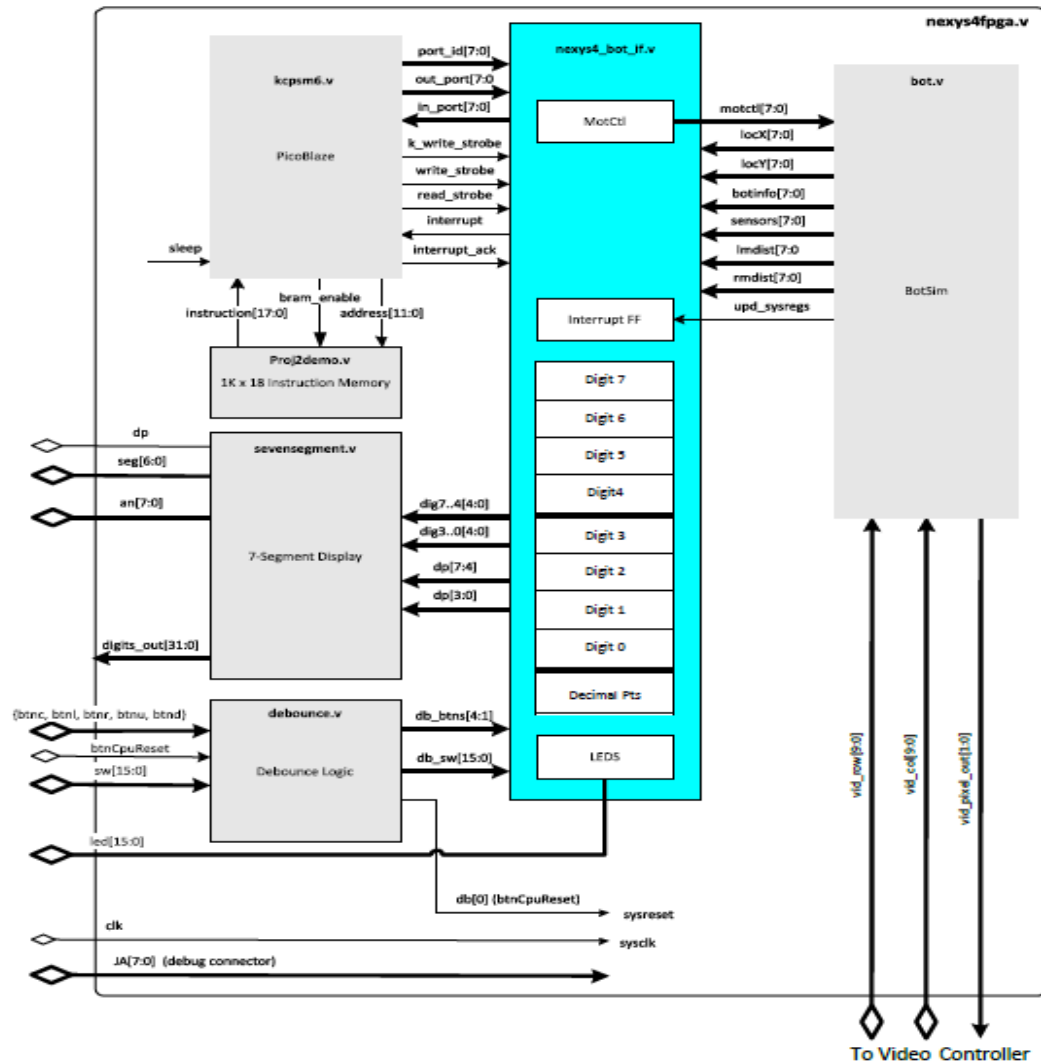 nexys4fpga.v
kcpsm6.v
PicoBlaze
port_id[7:0]
out_port[7:0
in_port[7:0]
k_write_strobe
write_strobe
read_strobe
interrupt
interrupt_ack
sleep
bram_enable
instruction[17:0]
address[11:0]
Proj2demo.v
1K x 18 Instruction Memory
nexys4_bot_if.v
MotCtl
Interrupt FF
Digit 7
Digit 6
Digit 5
Digit4
Digit 3
Digit 2
Digit 1
Digit 0
Decimal Pts
LEDS
bot.v
BotSim
motctl[7:0]
locX[7:0]
locY[7:0]
botinfo[7:0]
sensors[7:0]
lmdist[7:0
rmdist[7:0]
upd_sysregs
dp
seg[6:0]
an[7:0]
sevensegment.v
7-Segment Display
dig7..4[4:0]
dig3..0[4:0]
dp[7:4]
dp[3:0]
digits_out[31:0]
{btnc, btnl, btnr, btnu, btnd}
btnCpuReset
sw[15:0]
debounce.v
Debounce Logic
db_btns[4:1]
db_sw[15:0]
led[15:0]
db[0] (btnCpuReset)
sysreset
clk
sysclk
JA[7:0] (debug connector)
vid_row[9:0]
vid_col[9:0]
vid_pixel_out[1:0]
To Video Controller